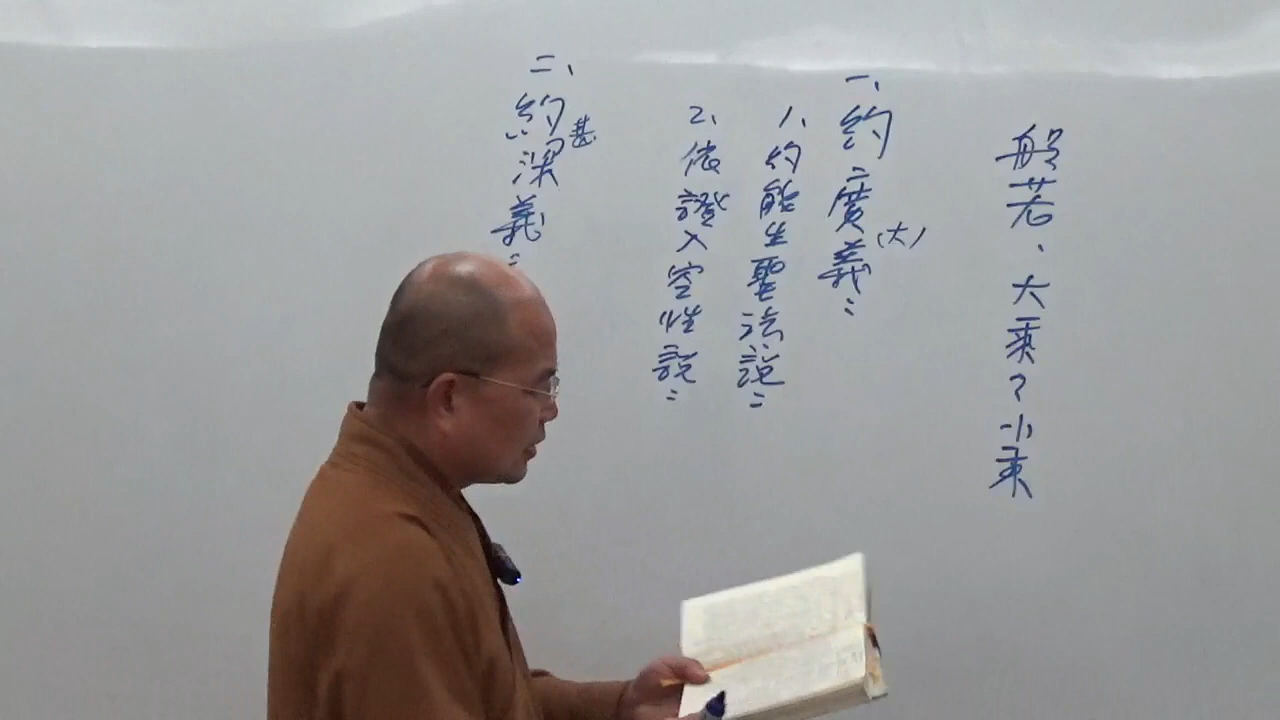 般若、大乘?小乘
一、約廣義(大):
1、約能生聖法說:
2、依證入空性說:
二、約甚深義: